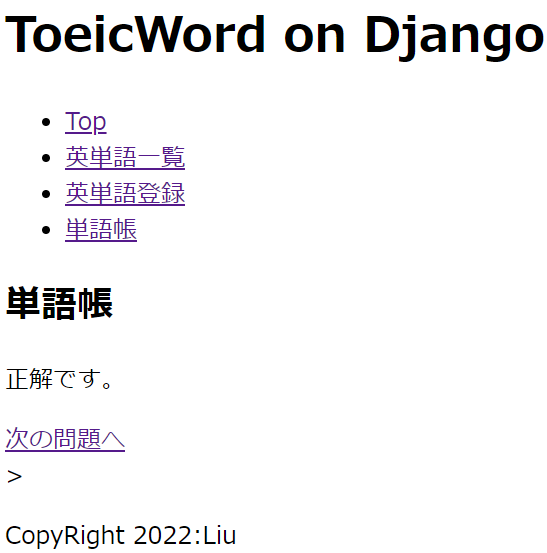 ToeicWord on Django
Top
英単語一覧
英単語登録
単語帳
単語帳
正解です。
次の問題へ
>
CopyRight 2022:Liu